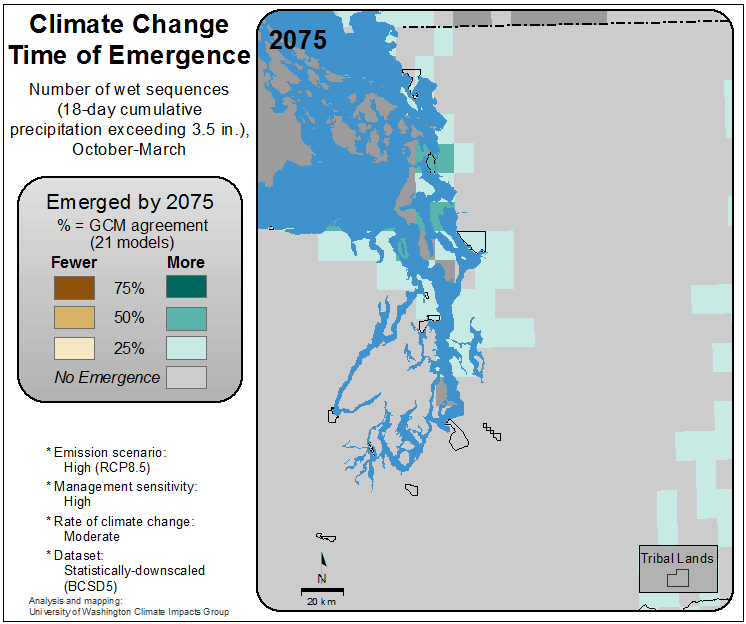 Climate Change
Time of Emergence
Number of wet sequences
(18-day cumulative
precipitation exceeding 3.5 in.),
October-March
Emerged by 2075
% = GCM agreement
(21 models)
Fewer More
75%
50%
25%
No Emergence
* Emission scenario:
High (RCP8.5)
* Management sensitivity:
High
* Rate of climate change:
Moderate
* Dataset:
Statistically-downscaled
(BCSD5)
Analysis and mapping:
University of Washington Climate Impacts Group
2075
N
20 km
Tribal Lands